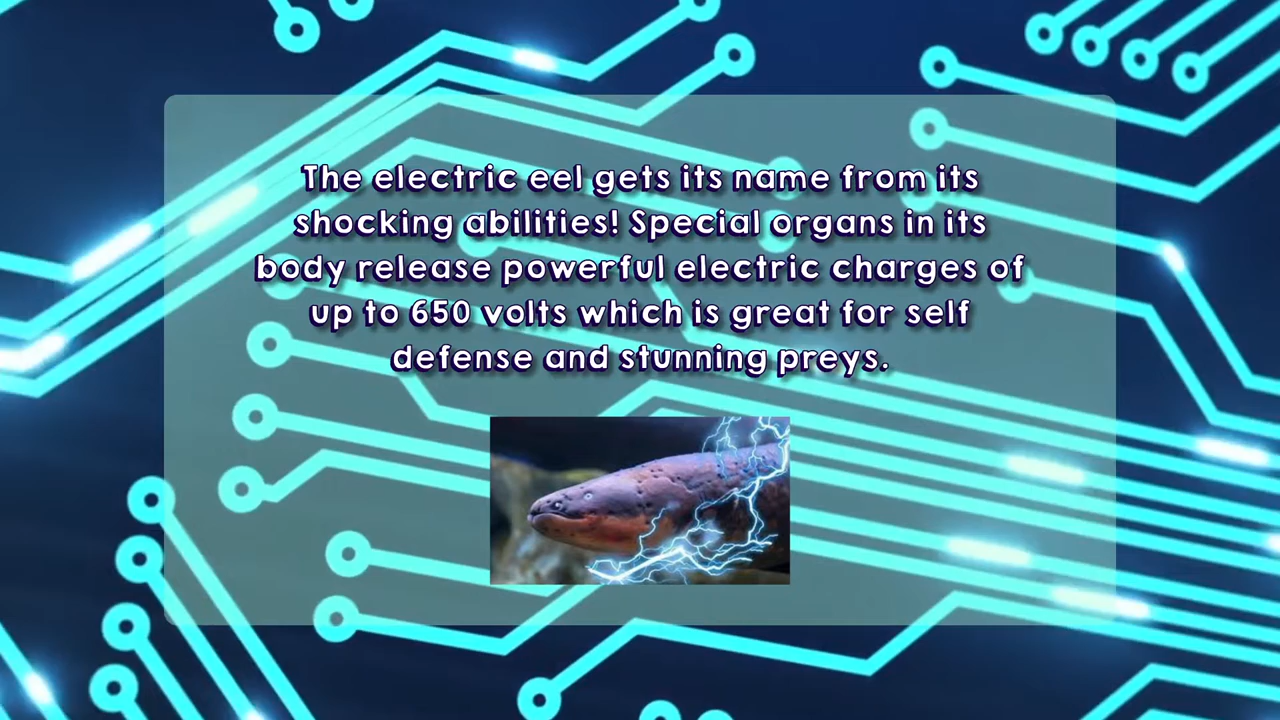 The electric eel gets its name from its
shocking abilities! Special organs in its
body release powerful electric charges of
up to 650 volts which is great for self
defense and stunning preys.